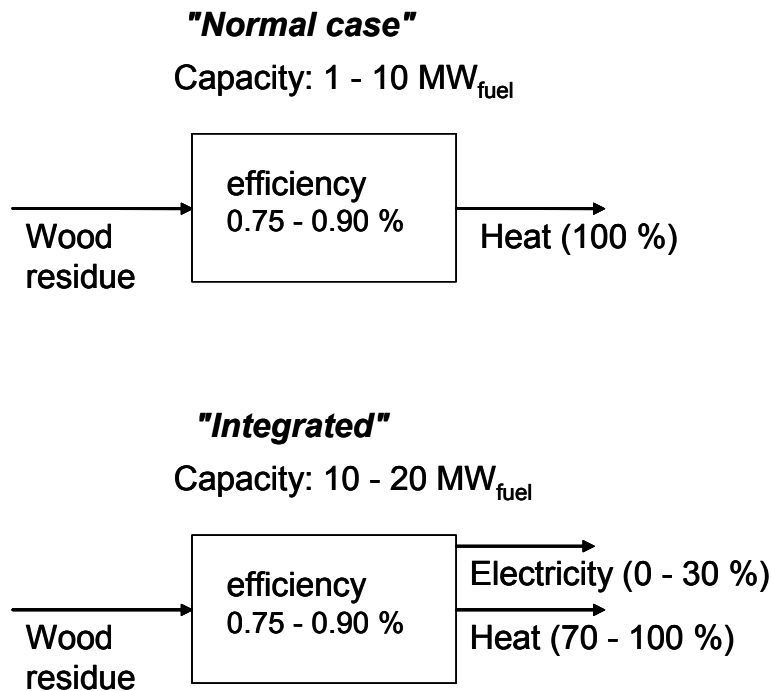 "Normal case"
Capacity: 1 - 10 MWfuel
efficiency
0.75 - 0.90 %
Wood
residue
Heat (100 %)
"Integrated"
Capacity: 10 - 20 MWfuel
efficiency
0.75 - 0.90 %
Electricity (0 - 30 %)
Wood
residue
Heat (70 - 100 %)